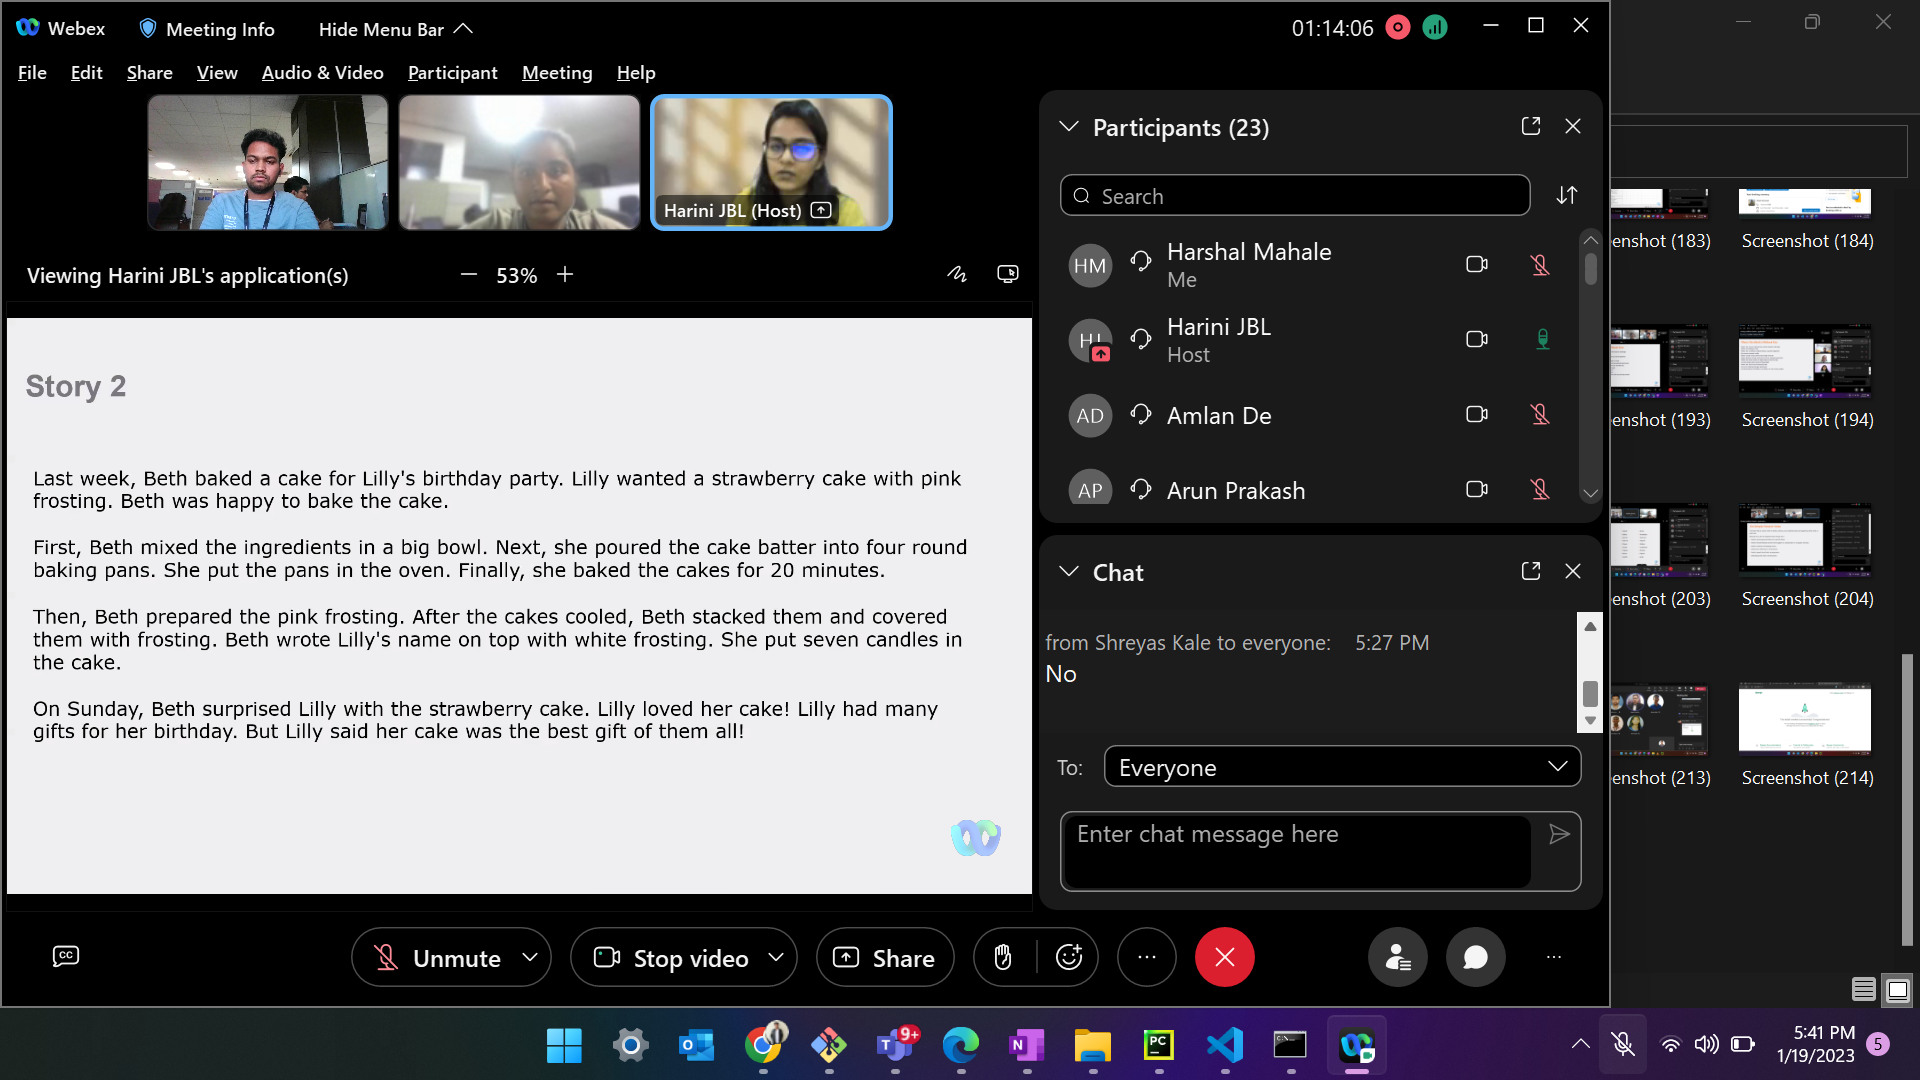 Webex
Meeting Info
Hide Menu Bar
01:14:06
File Edit Share View Audio & Video Participant Meeting Help
Harini JBL (Host)
Viewing Harini JBL's application(s)
53%
Story 2
Last week, Beth baked a cake for Lilly's birthday party. Lilly wanted a strawberry cake with pink
frosting. Beth was happy to bake the cake.
First, Beth mixed the ingredients in a big bowl. Next, she poured the cake batter into four round
baking pans. She put the pans in the oven. Finally, she baked the cakes for 20 minutes.
Then, Beth prepared the pink frosting. After the cakes cooled, Beth stacked them and covered
them with frosting. Beth wrote Lilly's name on top with white frosting. She put seven candles in
the cake.
On Sunday, Beth surprised Lilly with the strawberry cake. Lilly loved her cake! Lilly had many
gifts for her birthday. But Lilly said her cake was the best gift of them all!
Participants (23)
Search
HM Harshal Mahale
Me
HJ Harini JBL
Host
AD Amlan De
AP Arun Prakash
Chat
from Shreyas Kale to everyone: 5:27 PM
No
To: Everyone
Enter chat message here
CC
Unmute
Stop video
Share
enshot (183) Screenshot (184)
enshot (193) Screenshot (194)
enshot (203) Screenshot (204)
enshot (213) Screenshot (214)
9+
PC
5:41 PM
1/19/2023
5